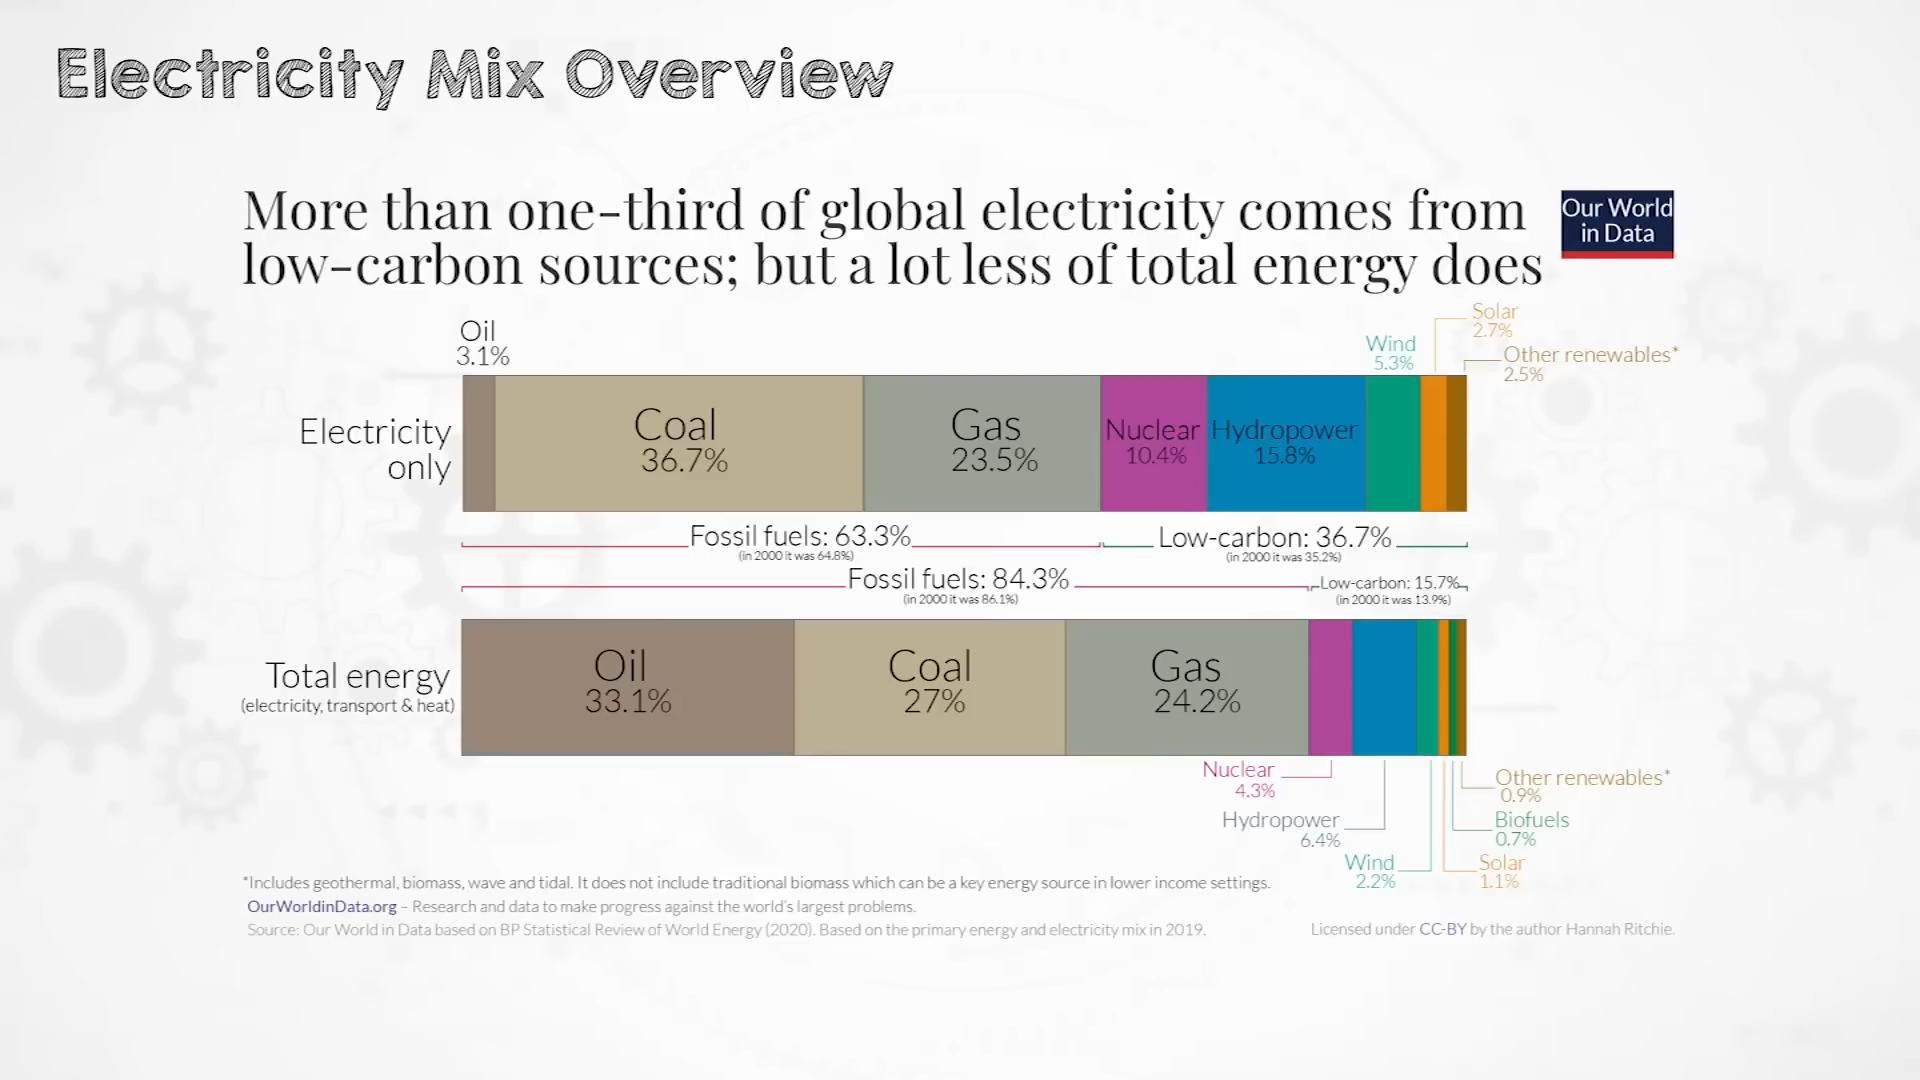 Electricity Mix Overview
More than one-third of global electricity comes from
low-carbon sources; but a lot less of total energy does
Our World
in Data
Oil
3.1%
Wind
5.3%
Solar
2.7%
Other renewables*
2.5%
Electricity
only
Coal
36.7%
Gas
23.5%
Nuclear
10.4%
Hydropower
15.8%
Fossil fuels: 63.3%
(in 2000 it was 64.8%)
Low-carbon: 36.7%
(in 2000 it was 35.2%)
Fossil fuels: 84.3%
(in 2000 it was 86.1%)
Low-carbon: 15.7%
(in 2000 it was 13.9%)
Total energy
(electricity, transport & heat)
Oil
33.1%
Coal
27%
Gas
24.2%
Nuclear
4.3%
Hydropower
6.4%
Wind
2.2%
Other renewables*
0.9%
Biofuels
0.7%
Solar
1.1%
*Includes geothermal, biomass, wave and tidal. It does not include traditional biomass which can be a key energy source in lower income settings.
OurWorldinData.org – Research and data to make progress against the world's largest problems.
Source: Our World in Data based on BP Statistical Review of World Energy (2020). Based on the primary energy and electricity mix in 2019.
Licensed under CC-BY by the author Hannah Ritchie.